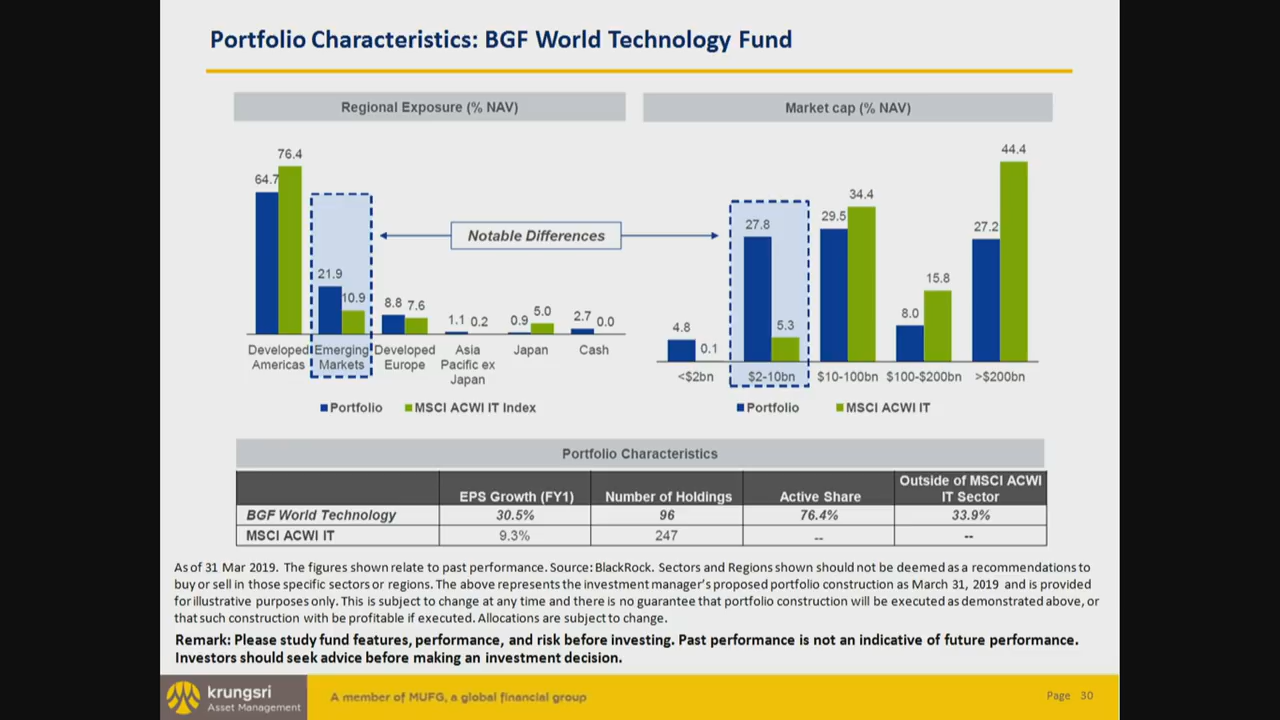 Portfolio Characteristics: BGF World Technology Fund
Regional Exposure (% NAV)
76.4
64.7
21.9
10.9
8.8 7.6
1.1 0.2
0.9 5.0
2.7 0.0
Developed Americas
Emerging Markets
Developed Europe
Asia Pacific ex Japan
Japan
Cash
Portfolio MSCI ACWI IT Index
Notable Differences
Market cap (% NAV)
4.8 0.1
27.8 5.3
29.5 34.4
8.0 15.8
27.2 44.4
<$2bn $2-10bn $10-100bn $100-$200bn >$200bn
Portfolio MSCI ACWI IT
Portfolio Characteristics
EPS Growth (FY1) Number of Holdings Active Share Outside of MSCI ACWI IT Sector
BGF World Technology 30.5% 96 76.4% 33.9%
MSCI ACWI IT 9.3% 247 -- --
As of 31 Mar 2019. The figures shown relate to past performance. Source: BlackRock. Sectors and Regions shown should not be deemed as a recommendations to
buy or sell in those specific sectors or regions. The above represents the investment manager's proposed portfolio construction as March 31, 2019 and is provided
for illustrative purposes only. This is subject to change at any time and there is no guarantee that portfolio construction will be executed as demonstrated above, or
that such construction with be profitable if executed. Allocations are subject to change.
Remark: Please study fund features, performance, and risk before investing. Past performance is not an indicative of future performance.
Investors should seek advice before making an investment decision.
krungsri
Asset Management
A member of MUFG, a global financial group
Page 30